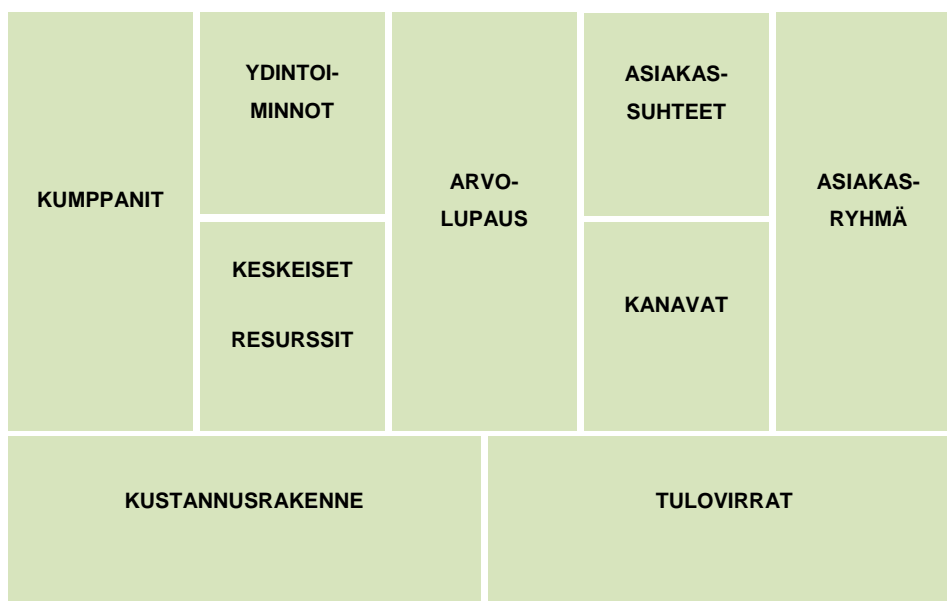 KUMPPANIT
YDINTOI-
MINNOT
KESKEISET
RESURSSIT
ARVO-
LUPAUS
ASIAKAS-
SUHTEET
KANAVAT
ASIAKAS-
RYHMÄ
KUSTANNUSRAKENNE
TULOVIRRAT